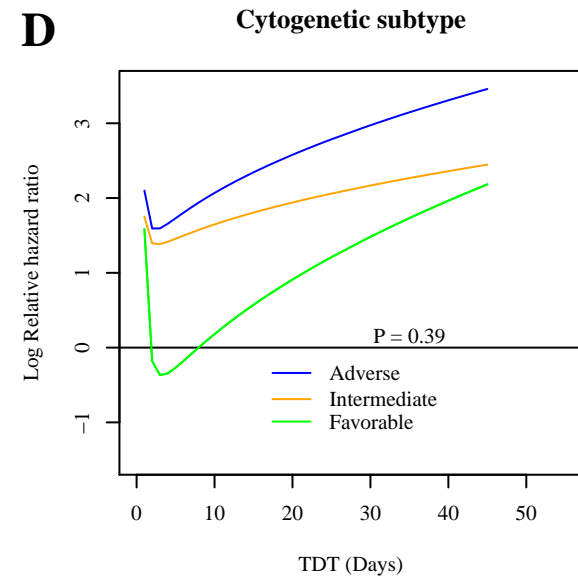 D
Cytogenetic subtype
Log Relative hazard ratio
3
2
1
0
−1
P = 0.39
Adverse
Intermediate
Favorable
0 10 20 30 40 50
TDT (Days)